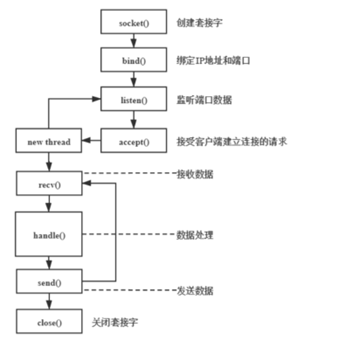 socket() 创建套接字
bind() 绑定IP地址和端口
listen() 监听端口数据
new thread accept() 接受客户端建立连接的请求
recv() 接收数据
handle() 数据处理
send() 发送数据
close() 关闭套接字